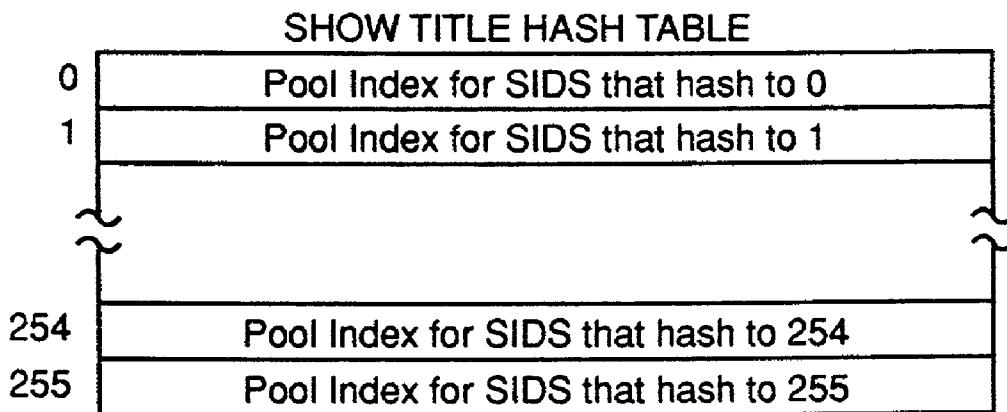 SHOW TITLE HASH TABLE
0 Pool Index for SIDS that hash to 0
1 Pool Index for SIDS that hash to 1
254 Pool Index for SIDS that hash to 254
255 Pool Index for SIDS that hash to 255